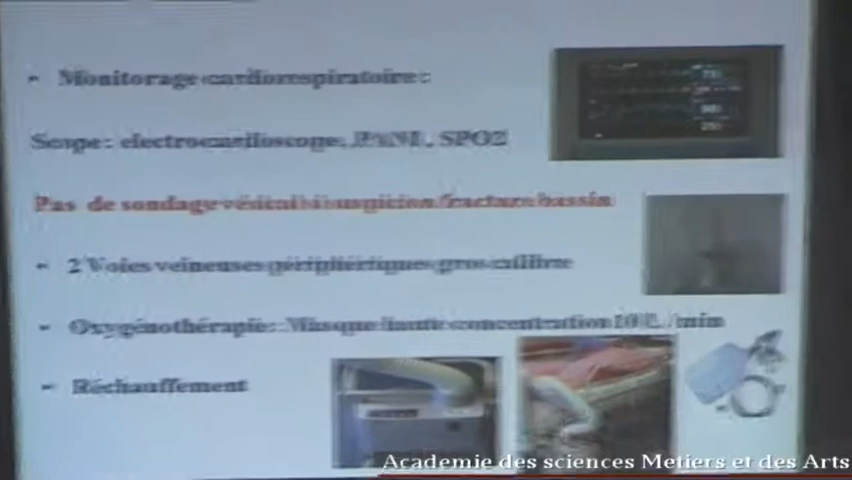 - Monitorage cardiorespiratoire :
Scope : electrocardioscope, PANI , SPO2
Pas de sondage vésical si suspicion fracture bassin
- 2 Voies veineuses périphériques gros calibre
- Oxygénothérapie : Masque haute concentration 10 L /min
- Réchauffement
Academie des sciences Metiers et des Arts